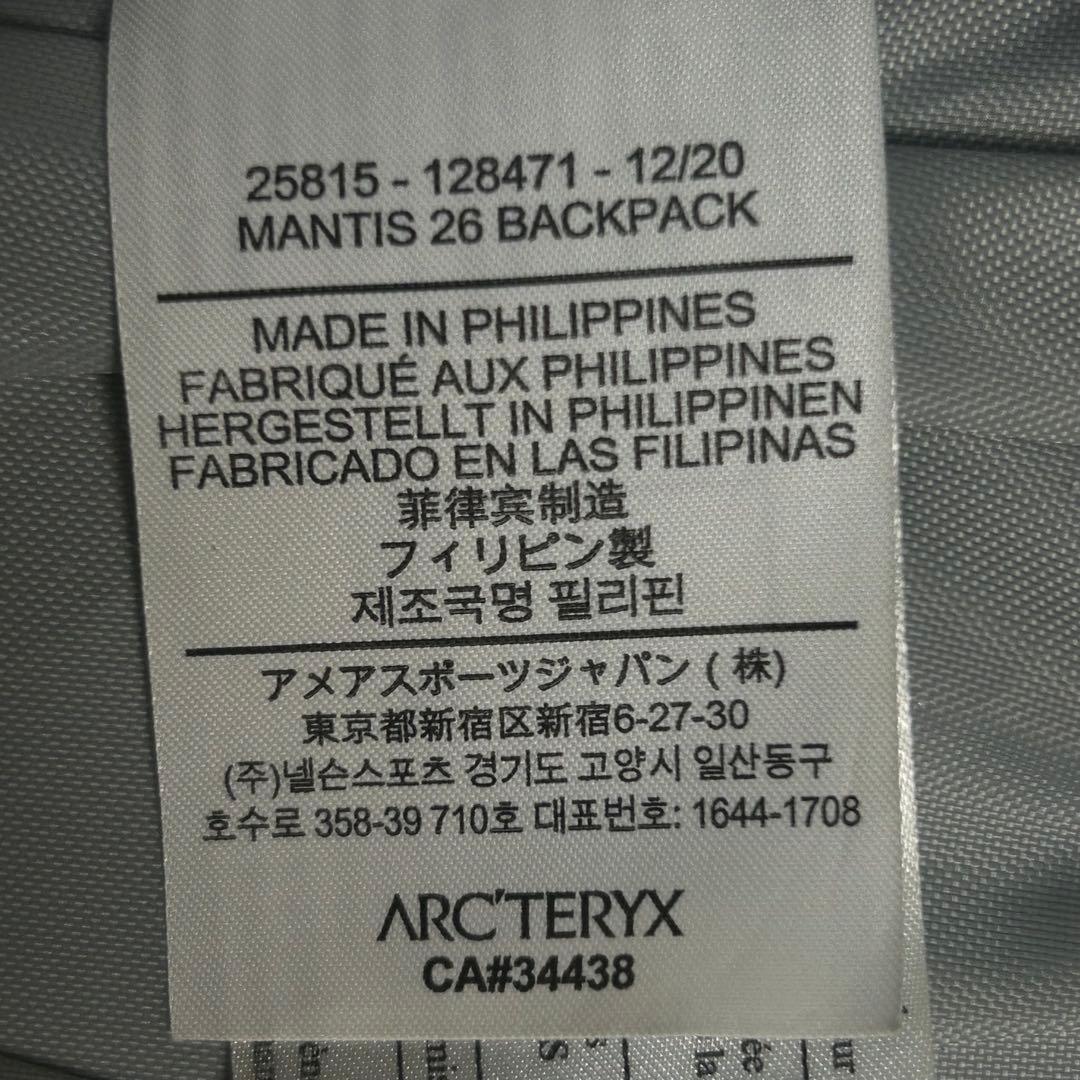 25815 - 128471 - 12/20
MANTIS 26 BACKPACK
MADE IN PHILIPPINES
FABRIQUÉ AUX PHILIPPINES
HERGESTELLT IN PHILIPPINEN
FABRICADO EN LAS FILIPINAS
菲律宾制造
フィリピン製
제조국명 필리핀
アメアスポーツジャパン ( 株)
東京都新宿区新宿6-27-30
(주)넬슨스포츠 경기도 고양시 일산동구
호수로 358-39 710호 대표번호: 1644-1708
ARC'TERYX
CA#34438